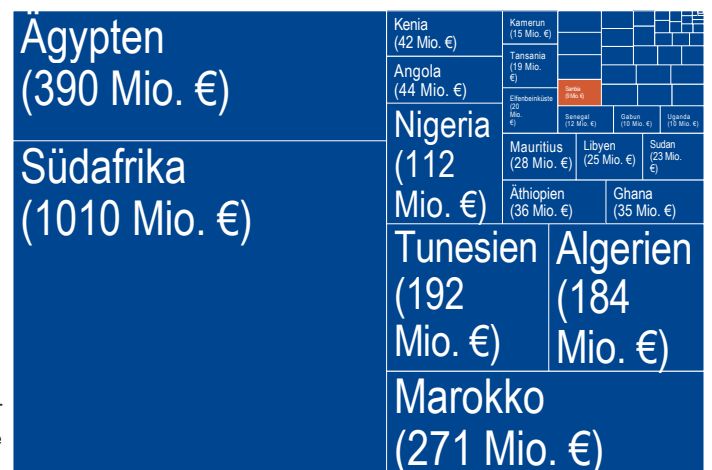 Ägypten
(390 Mio. €)
Südafrika
(1010 Mio. €)
Kenia
(42 Mio. €)
Angola
(44 Mio. €)
Nigeria
(112
Mio. €)
Kamerun
(15 Mio. €)
Tansania
(19 Mio.
€)
Elfenbeinküste
(20
Mio.
€)
Senegal
(12 Mio. €)
Gabun
(10 Mio. €)
Uganda
(10 Mio. €)
Mauritius
(28 Mio. €)
Libyen
(25 Mio. €)
Sudan
(23 Mio.
€)
Äthiopien
(36 Mio. €)
Ghana
(35 Mio. €)
Tunesien
(192
Mio. €)
Algerien
(184
Mio. €)
Marokko
(271 Mio. €)